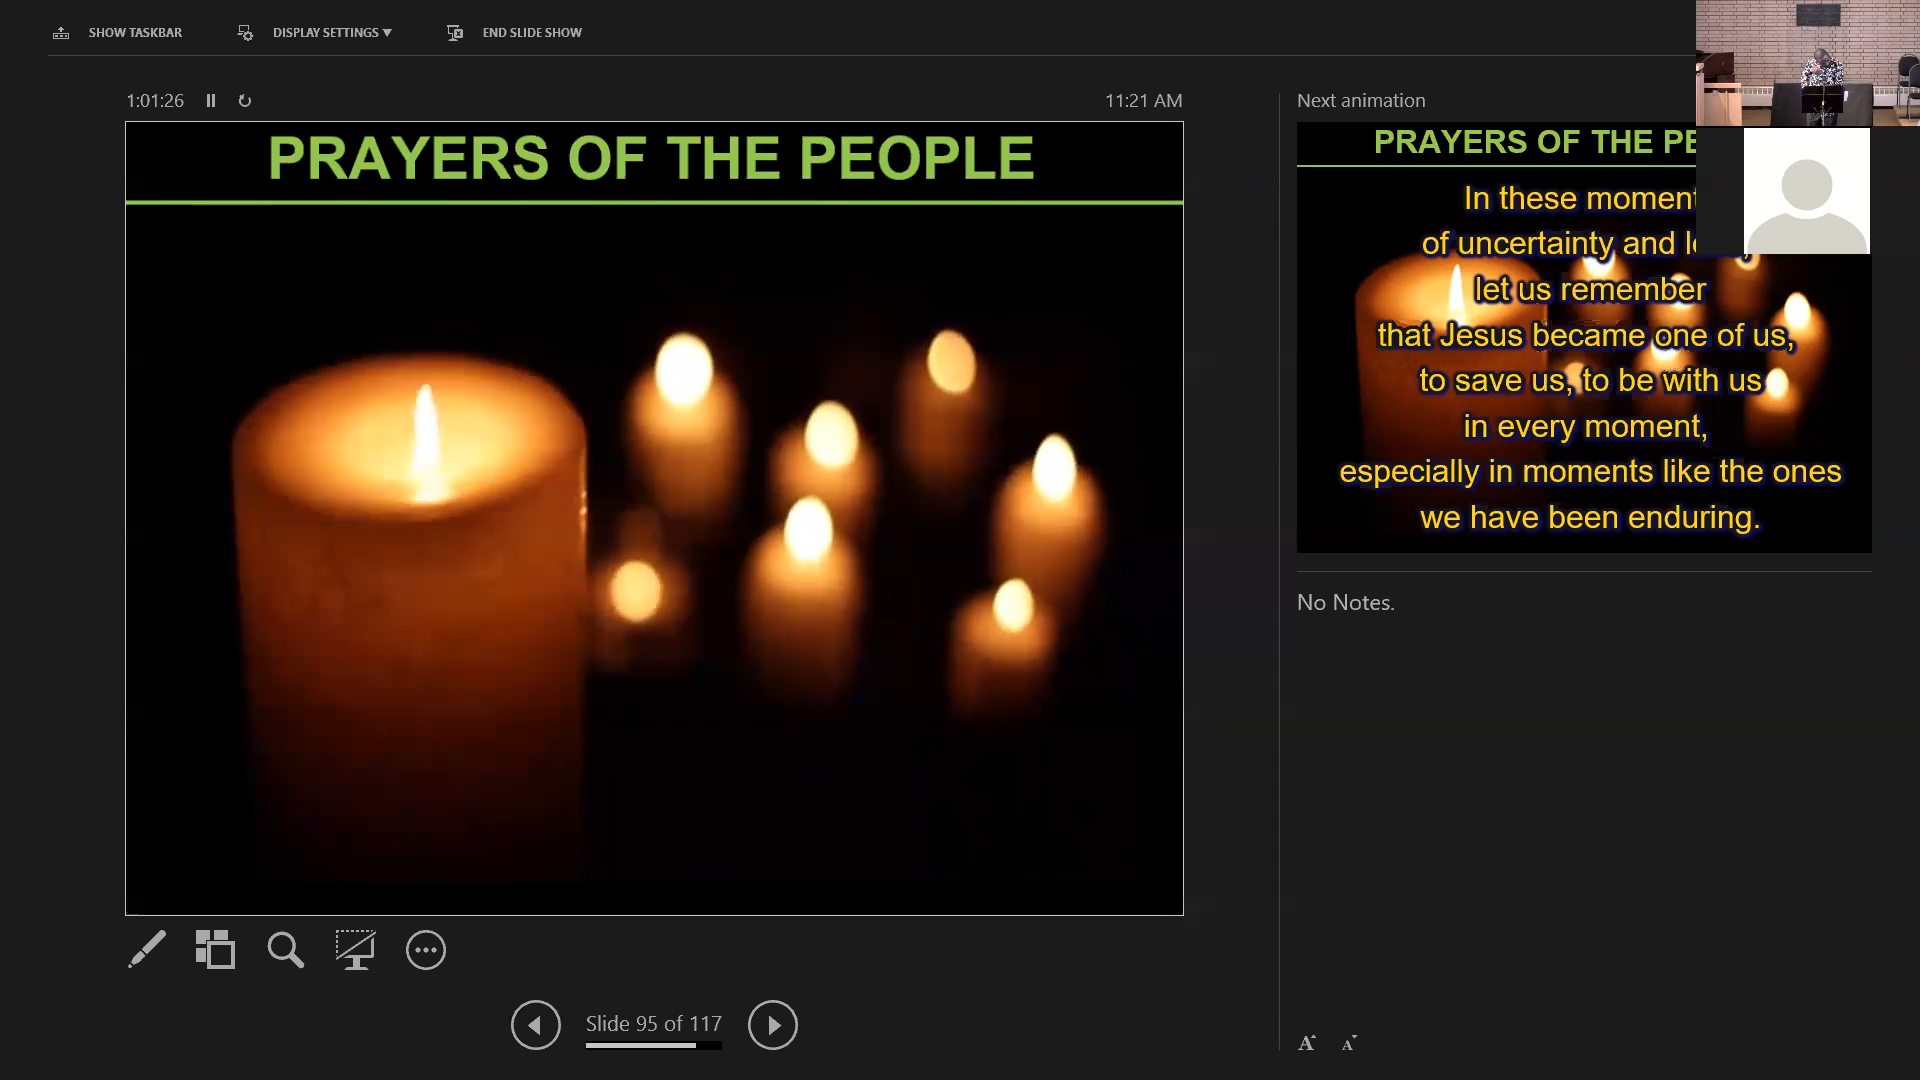 SHOW TASKBAR DISPLAY SETTINGS END SLIDE SHOW
1:01:26 11:21 AM
PRAYERS OF THE PEOPLE
Slide 95 of 117
Next animation
PRAYERS OF THE
In these
of uncertainty and
let us remember
that Jesus became one of us,
to save us, to be with us
in every moment,
especially in moments like the ones
we have been enduring.
No Notes.
A A